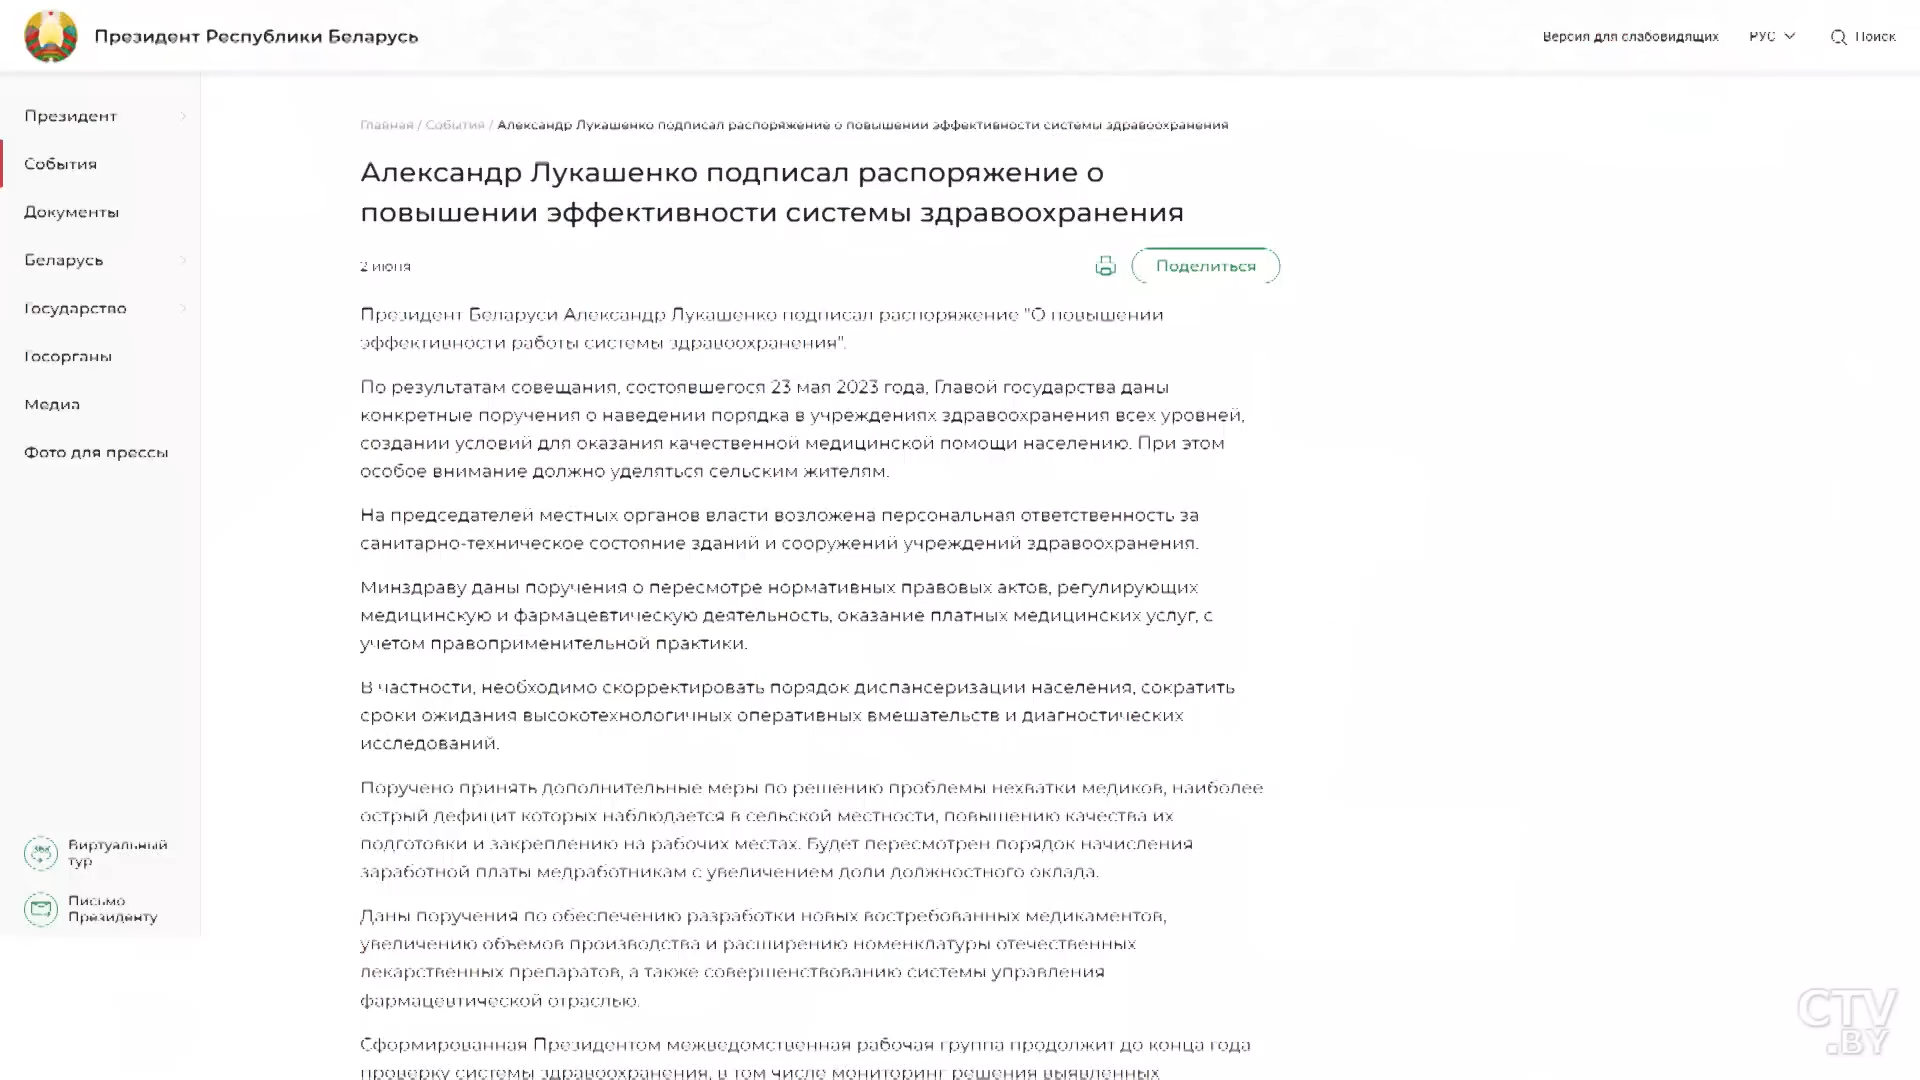 Президент Республики Беларусь
Версия для слабовидящих
РУС
Поиск
Президент
События
Документы
Беларусь
Государство
Госорганы
Медиа
Фото для прессы
Виртуальный
тур
Письмо
Президенту
Главная / События / Александр Лукашенко подписал распоряжение о повышении эффективности системы здравоохранения
Александр Лукашенко подписал распоряжение о
повышении эффективности системы здравоохранения
2 июня
Поделиться
Президент Беларуси Александр Лукашенко подписал распоряжение "О повышении
эффективности работы системы здравоохранения".
По результатам совещания, состоявшегося 23 мая 2023 года, Главой государства даны
конкретные поручения о наведении порядка в учреждениях здравоохранения всех уровней,
создании условий для оказания качественной медицинской помощи населению. При этом
особое внимание должно уделяться сельским жителям.
На председателей местных органов власти возложена персональная ответственность за
санитарно-техническое состояние зданий и сооружений учреждений здравоохранения.
Минздраву даны поручения о пересмотре нормативных правовых актов, регулирующих
медицинскую и фармацевтическую деятельность, оказание платных медицинских услуг, с
учетом правоприменительной практики.
В частности, необходимо скорректировать порядок диспансеризации населения, сократить
сроки ожидания высокотехнологичных оперативных вмешательств и диагностических
исследований.
Поручено принять дополнительные меры по решению проблемы нехватки медиков, наиболее
острый дефицит которых наблюдается в сельской местности, повышению качества их
подготовки и закреплению на рабочих местах. Будет пересмотрен порядок начисления
заработной платы медработникам с увеличением доли должностного оклада.
Даны поручения по обеспечению разработки новых востребованных медикаментов,
увеличению объемов производства и расширению номенклатуры отечественных
лекарственных препаратов, а также совершенствованию системы управления
фармацевтической отраслью.
Сформированная Президентом межведомственная рабочая группа продолжит до конца года
проверку системы здравоохранения, в том числе мониторинг решения выявленных
CTV
.BY